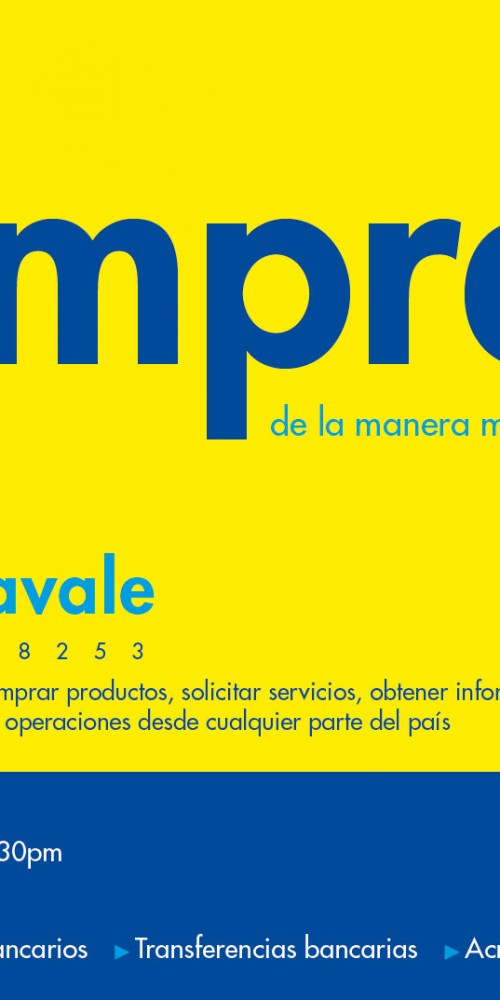 mpr
de la manera m
avale
8 2 5 3
mprar productos, solicitar servicios, obtener infor
operaciones desde cualquier parte del país
30pm
ancarios ▶ Transferencias bancarias ▶ Acr